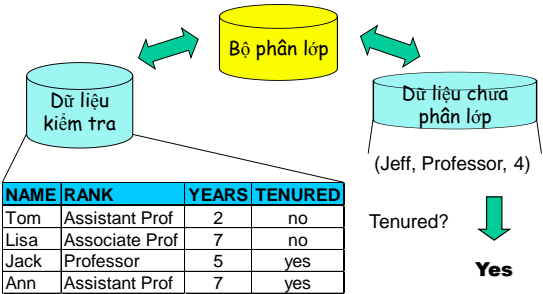 Bộ phân lớp
Dữ liệu
kiểm tra
Dữ liệu chưa
phân lớp
(Jeff, Professor, 4)
NAME RANK YEARS TENURED
Tom Assistant Prof 2 no
Lisa Associate Prof 7 no
Jack Professor 5 yes
Ann Assistant Prof 7 yes
Tenured?
Yes